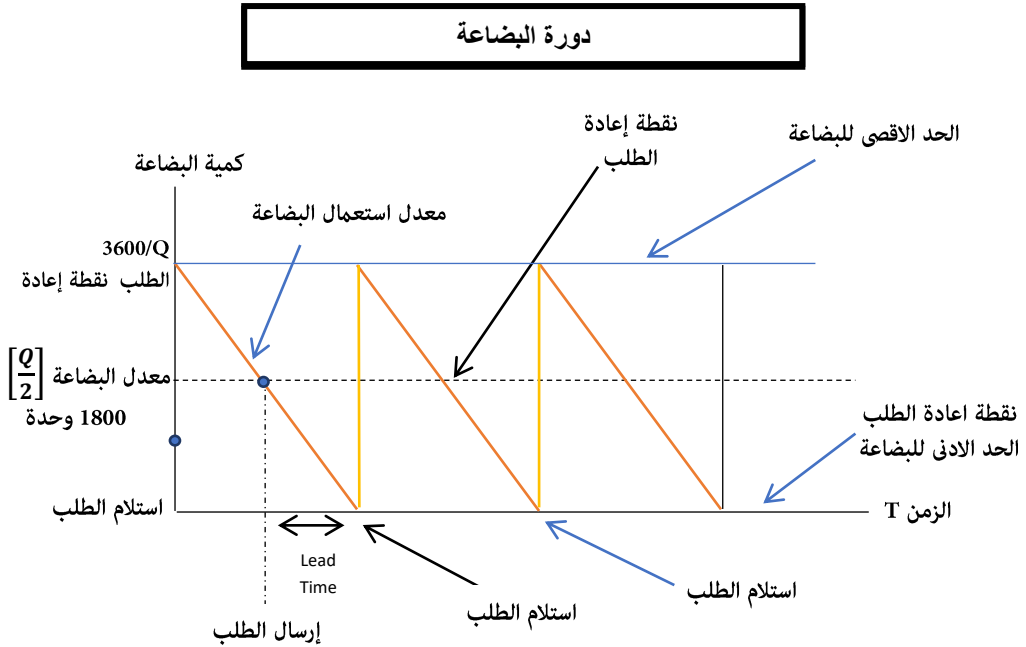 دورة البضاعة
نقطة إعادة
الطلب
الحد الاقصى للبضاعة
كمية البضاعة
معدل استعمال البضاعة
3600/Q
الطلب نقطة إعادة
معدل البضاعة [Q/2]
1800 وحدة
نقطة اعادة الطلب
الحد الادنى للبضاعة
استلام الطلب
الزمن T
Lead
Time
استلام الطلب
استلام الطلب
إرسال الطلب